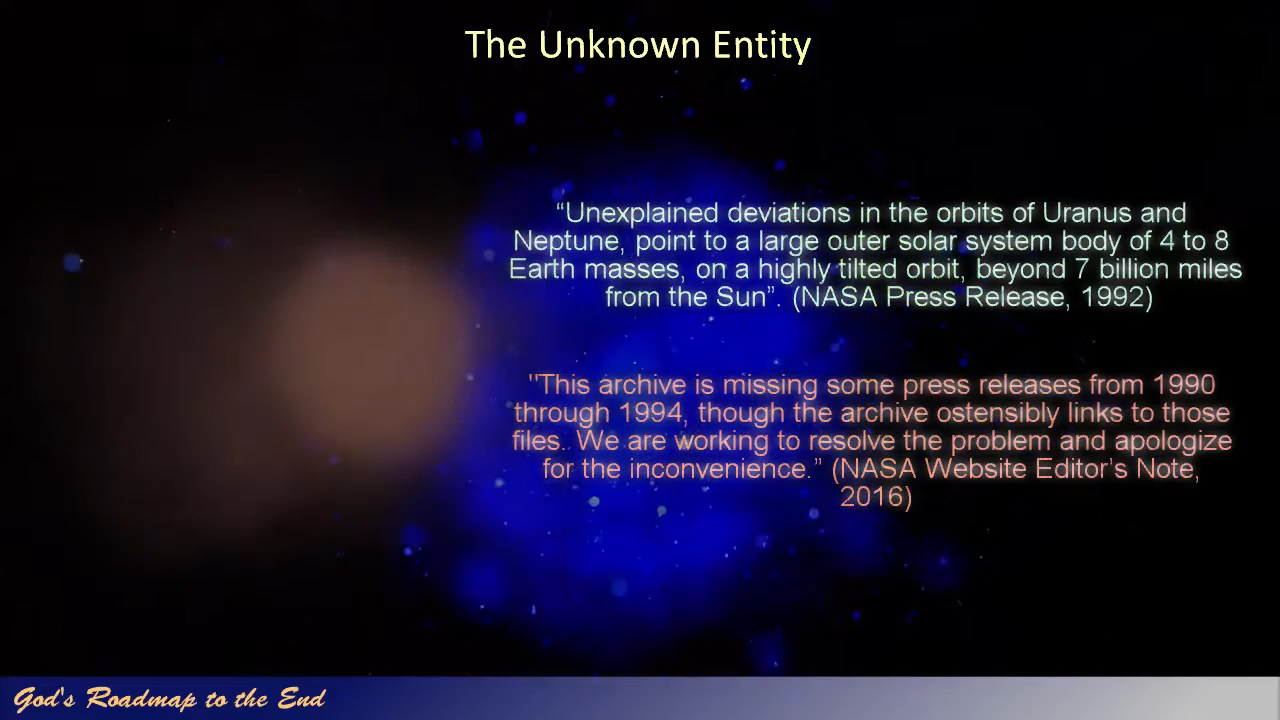 The Unknown Entity
“Unexplained deviations in the orbits of Uranus and
Neptune, point to a large outer solar system body of 4 to 8
Earth masses, on a highly tilted orbit, beyond 7 billion miles
from the Sun”. (NASA Press Release, 1992)
"This archive is missing some press releases from 1990
through 1994, though the archive ostensibly links to those
files. We are working to resolve the problem and apologize
for the inconvenience.” (NASA Website Editor’s Note,
2016)
God's Roadmap to the End